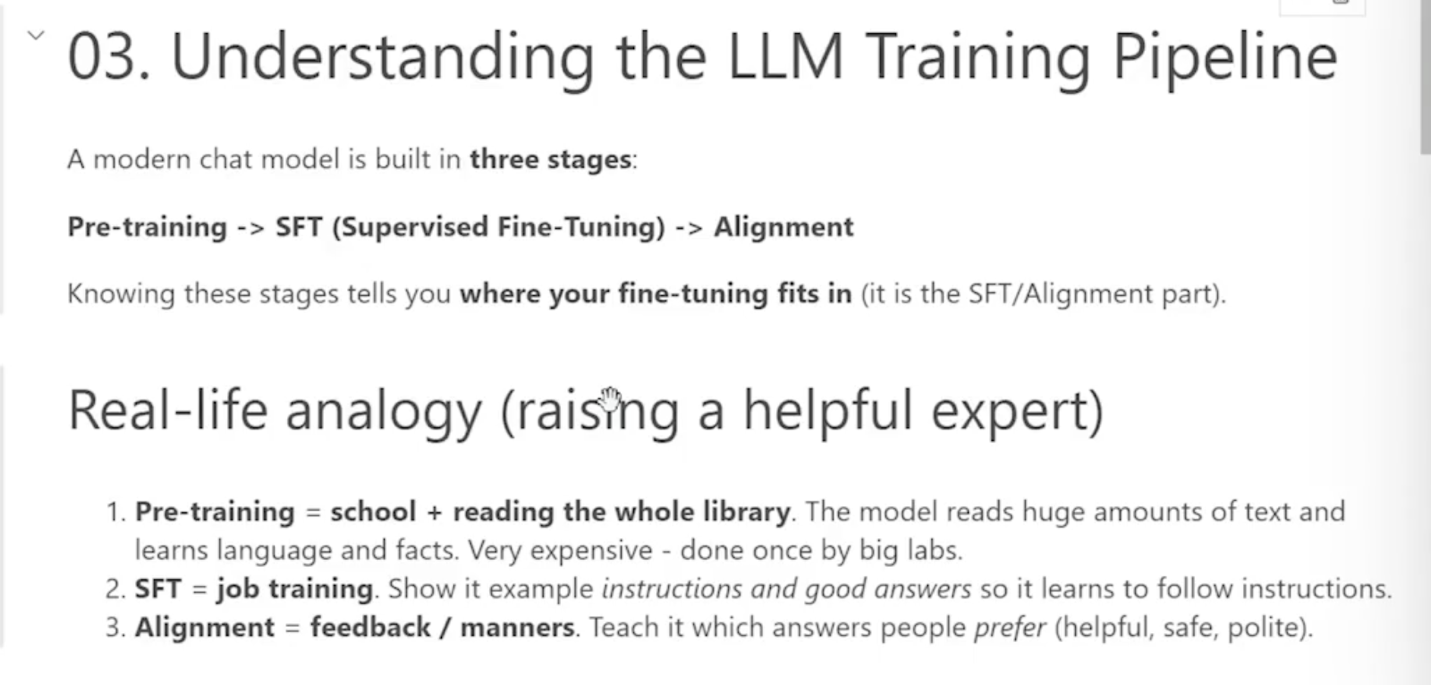 03. Understanding the LLM Training Pipeline
A modern chat model is built in three stages:
Pre-training -> SFT (Supervised Fine-Tuning) -> Alignment
Knowing these stages tells you where your fine-tuning fits in (it is the SFT/Alignment part).
Real-life analogy (raising a helpful expert)
1. Pre-training = school + reading the whole library. The model reads huge amounts of text and
learns language and facts. Very expensive - done once by big labs.
2. SFT = job training. Show it example instructions and good answers so it learns to follow instructions.
3. Alignment = feedback / manners. Teach it which answers people prefer (helpful, safe, polite).